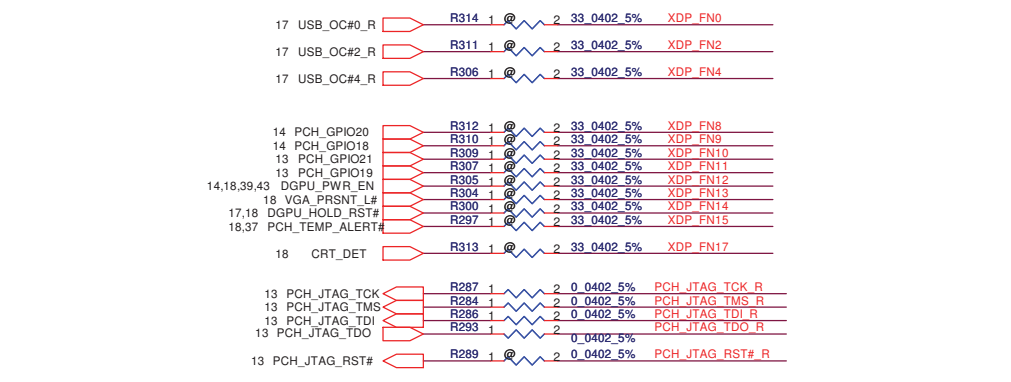 17 USB_OC#0_R R314 1 @ 2 33_0402_5% XDP_FN0
17 USB_OC#2_R R311 1 @ 2 33_0402_5% XDP_FN2
17 USB_OC#4_R R306 1 @ 2 33_0402_5% XDP_FN4
14 PCH_GPIO20 R312 1 @ 2 33_0402_5% XDP_FN8
14 PCH_GPIO18 R310 1 @ 2 33_0402_5% XDP_FN9
13 PCH_GPIO21 R309 1 @ 2 33_0402_5% XDP_FN10
13 PCH_GPIO19 R307 1 @ 2 33_0402_5% XDP_FN11
14,18,39,43 DGPU_PWR_EN R305 1 @ 2 33_0402_5% XDP_FN12
18 VGA_PRSNT_L# R304 1 @ 2 33_0402_5% XDP_FN13
17,18 DGPU_HOLD_RST# R300 1 @ 2 33_0402_5% XDP_FN14
18,37 PCH_TEMP_ALERT# R297 1 @ 2 33_0402_5% XDP_FN15
18 CRT_DET R313 1 @ 2 33_0402_5% XDP_FN17
13 PCH_JTAG_TCK R287 1 2 0_0402_5% PCH_JTAG_TCK_R
13 PCH_JTAG_TMS R284 1 2 0_0402_5% PCH_JTAG_TMS_R
13 PCH_JTAG_TDI R286 1 2 0_0402_5% PCH_JTAG_TDI_R
13 PCH_JTAG_TDO R293 1 2 PCH_JTAG_TDO_R
0_0402_5%
13 PCH_JTAG_RST# R289 1 @ 2 0_0402_5% PCH_JTAG_RST#_R